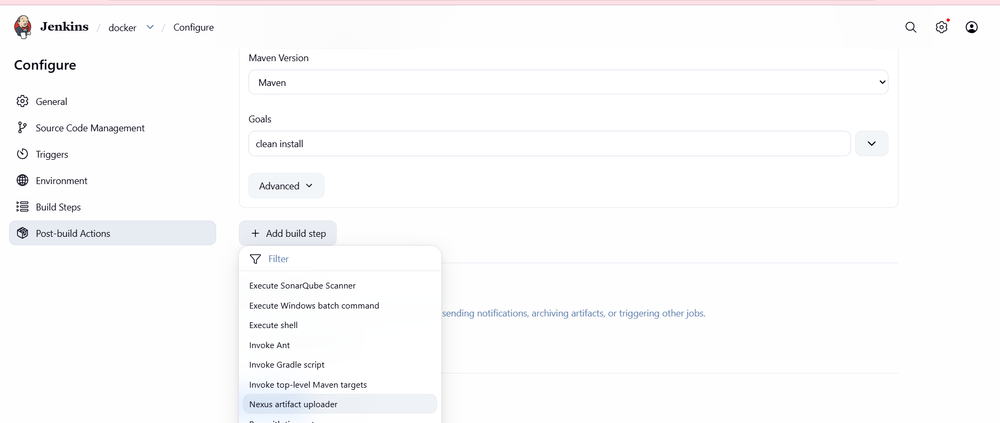 Jenkins / docker / Configure
Configure
General
Source Code Management
Triggers
Environment
Build Steps
Post-build Actions
Maven Version
Maven
Goals
clean install
Advanced
Add build step
Filter
Execute SonarQube Scanner
Execute Windows batch command
Execute shell
Invoke Ant
Invoke Gradle script
Invoke top-level Maven targets
Nexus artifact uploader
sending notifications, archiving artifacts, or triggering other jobs.